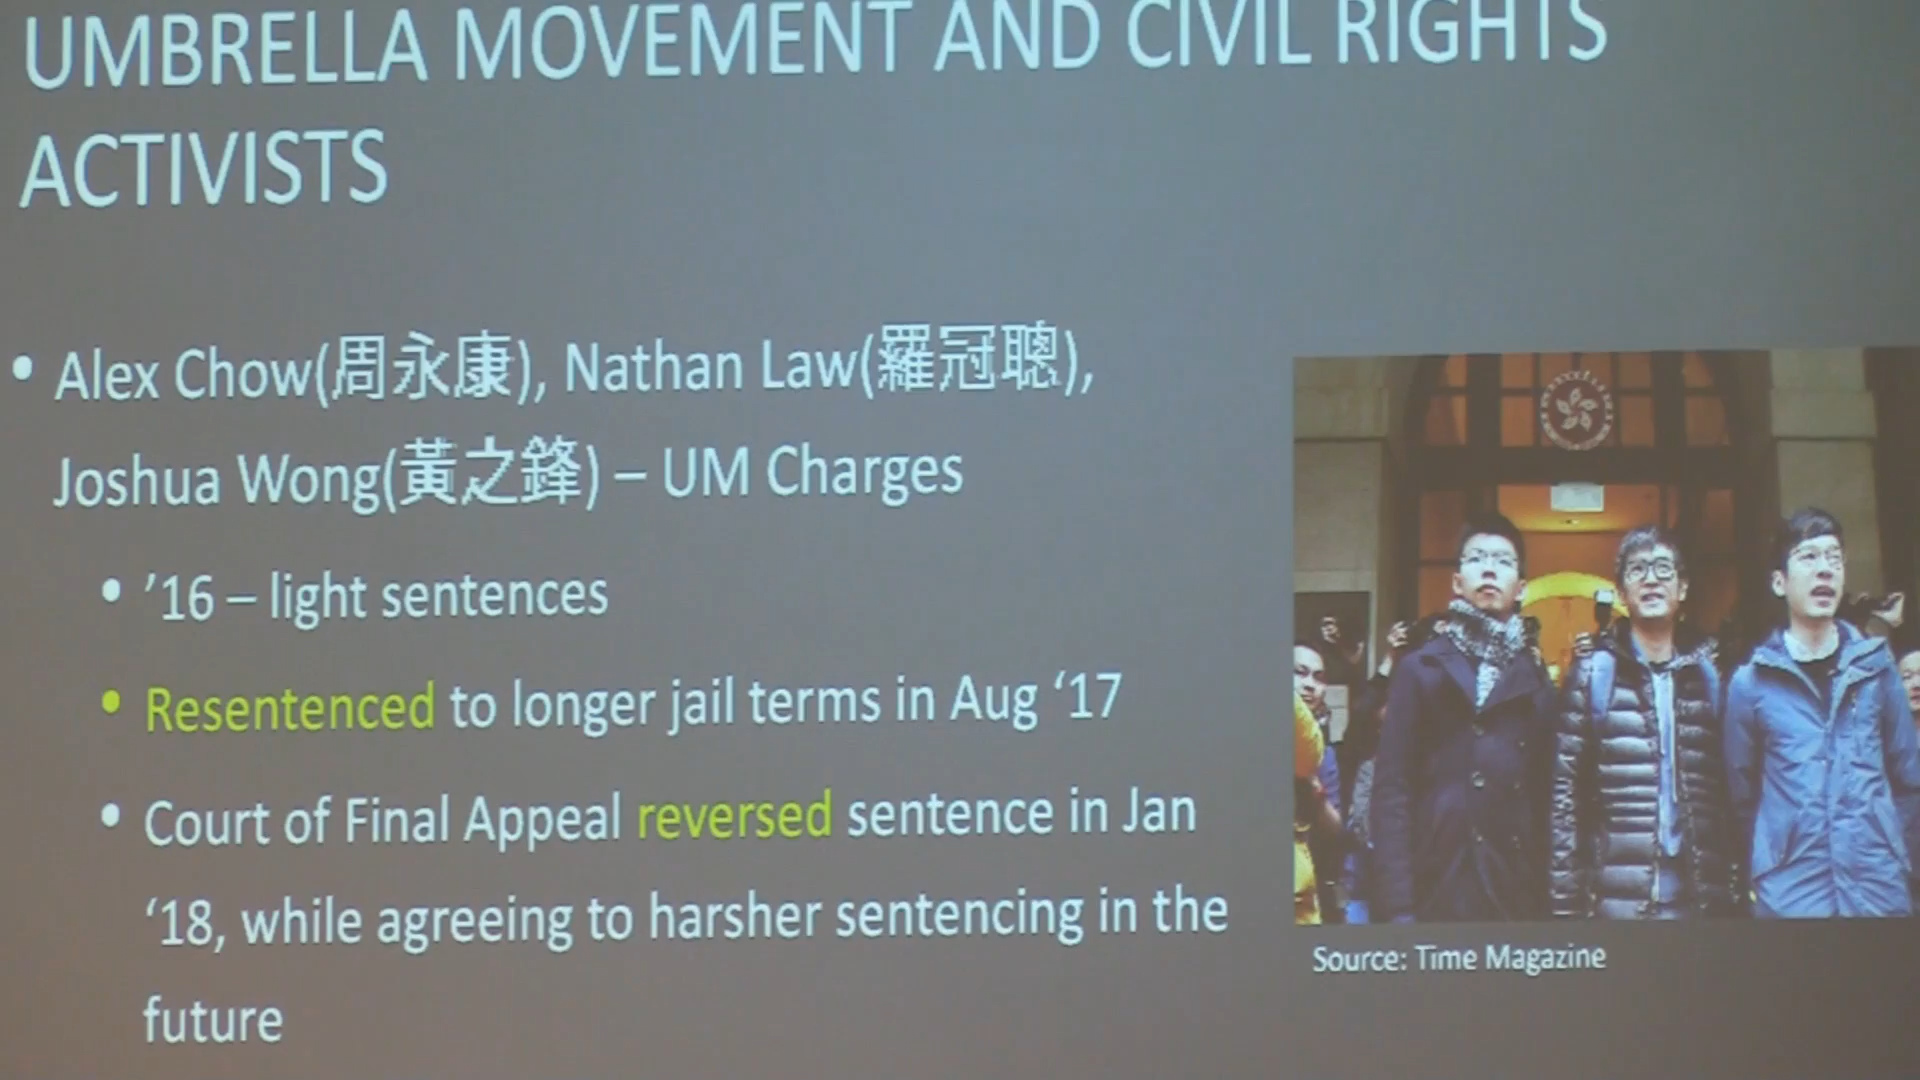 UMBRELLA MOVEMENT AND CIVIL RIGHTS
ACTIVISTS
• Alex Chow(周永康), Nathan Law(羅冠聰),
Joshua Wong(黃之鋒) – UM Charges
• ’16 – light sentences
• Resentenced to longer jail terms in Aug ‘17
• Court of Final Appeal reversed sentence in Jan
‘18, while agreeing to harsher sentencing in the
future
Source: Time Magazine